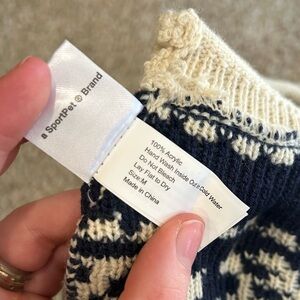 a SportPet ® Brand
100% Acrylic
Hand Wash Inside Out Cold Water
Do Not Bleach
Lay Flat to Dry
Size:M
Made in China